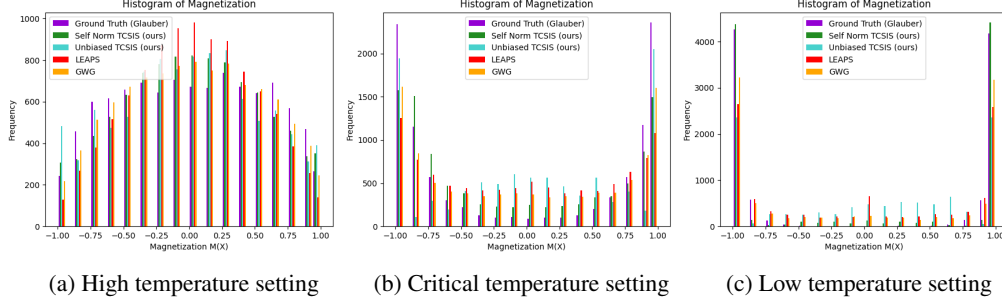 Histogram of Magnetization
Ground Truth (Glauber)
Self Norm TCSIS (ours)
Unbiased TCSIS (ours)
LEAPS
GWG
Frequency
1000
800
600
400
200
0
-1.00 -0.75 -0.50 -0.25 0.00 0.25 0.50 0.75 1.00
Magnetization M(X)
(a) High temperature setting
Histogram of Magnetization
Ground Truth (Glauber)
Self Norm TCSIS (ours)
Unbiased TCSIS (ours)
LEAPS
GWG
Frequency
2000
1500
1000
500
0
-1.00 -0.75 -0.50 -0.25 0.00 0.25 0.50 0.75 1.00
Magnetization M(X)
(b) Critical temperature setting
Histogram of Magnetization
Ground Truth (Glauber)
Self Norm TCSIS (ours)
Unbiased TCSIS (ours)
LEAPS
GWG
Frequency
4000
3000
2000
1000
0
-1.00 -0.75 -0.50 -0.25 0.00 0.25 0.50 0.75 1.00
Magnetization M(X)
(c) Low temperature setting